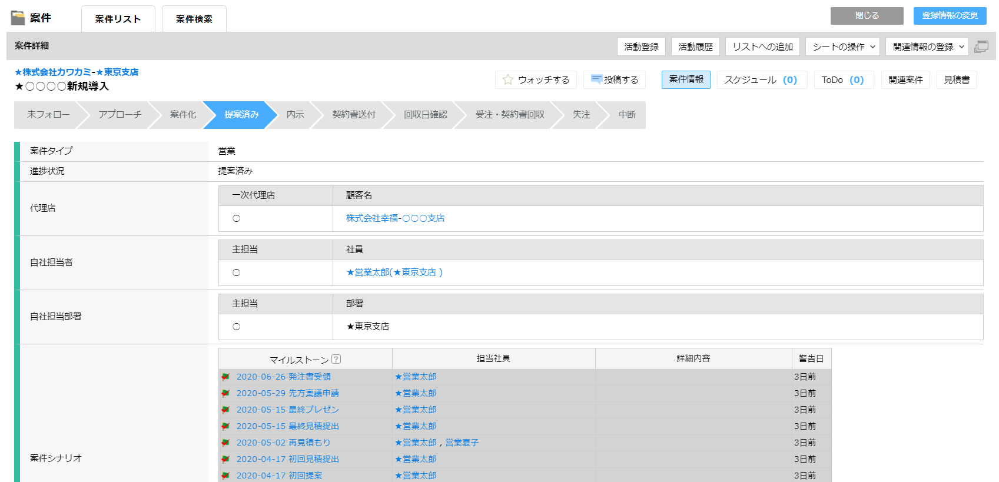 案件 案件リスト 案件検索 閉じる 登録情報の変更
案件詳細 活動登録 活動履歴 リストへの追加 シートの操作 関連情報の登録
★株式会社カワカミ-★東京支店
★○○○○新規導入
ウォッチする 投稿する 案件情報 スケジュール (0) ToDo (0) 関連案件 見積書
未フォロー アプローチ 案件化 提案済み 内示 契約書送付 回収日確認 受注・契約書回収 失注 中断
案件タイプ 営業
進捗状況 提案済み
代理店
一次代理店 顧客名
○ 株式会社幸福-○○○支店
自社担当者
主担当 社員
○ ★営業太郎(★東京支店 )
自社担当部署
主担当 部署
○ ★東京支店
案件シナリオ
マイルストーン ? 担当社員 詳細内容 警告日
2020-06-26 発注書受領 ★営業太郎 3日前
2020-05-29 先方稟議申請 ★営業太郎 3日前
2020-05-15 最終プレゼン ★営業太郎 3日前
2020-05-15 最終見積提出 ★営業太郎 3日前
2020-05-02 再見積もり ★営業太郎 , 営業夏子 3日前
2020-04-17 初回見積提出 ★営業太郎 3日前
2020-04-17 初回提案 ★営業太郎 3日前